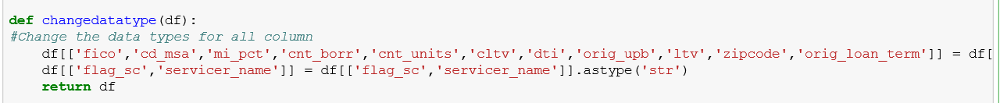 def changedatatype(df):
#Change the data types for all column
    df[['fico','cd_msa','mi_pct','cnt_borr','cnt_units','cltv','dti','orig_upb','ltv','zipcode','orig_loan_term']] = df[
    df[['flag_sc','servicer_name']] = df[['flag_sc','servicer_name']].astype('str')
    return df